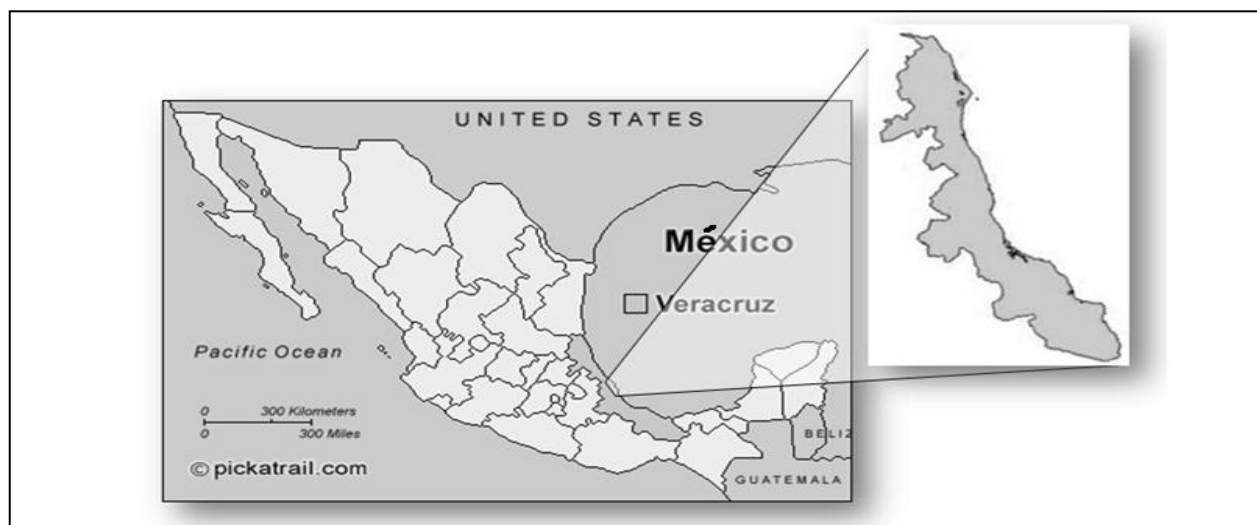 UNITED STATES
México
Veracruz
Pacific Ocean
0 300 Kilometers
0 300 Miles
© pickatrail.com
BELIZ
GUATEMALA